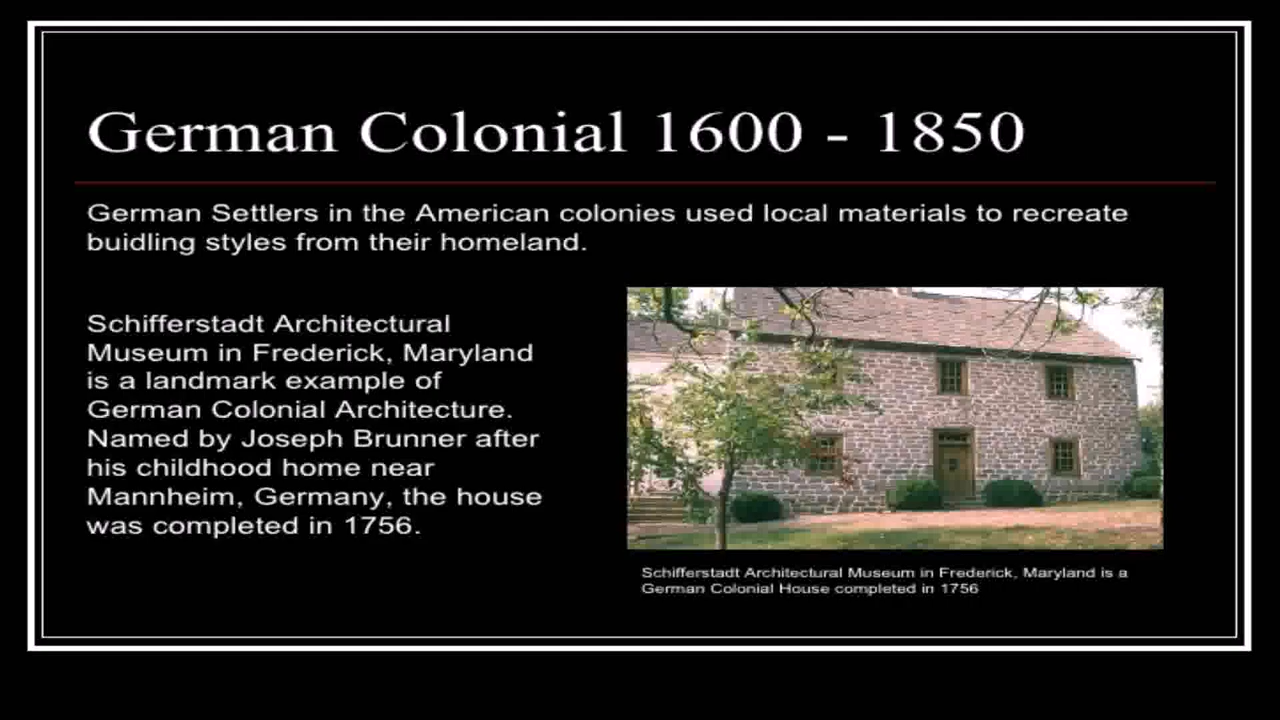 German Colonial 1600 - 1850
German Settlers in the American colonies used local materials to recreate
buidling styles from their homeland.
Schifferstadt Architectural
Museum in Frederick, Maryland
is a landmark example of
German Colonial Architecture.
Named by Joseph Brunner after
his childhood home near
Mannheim, Germany, the house
was completed in 1756.
Schifferstadt Architectural Museum in Frederick, Maryland is a
German Colonial House completed in 1756